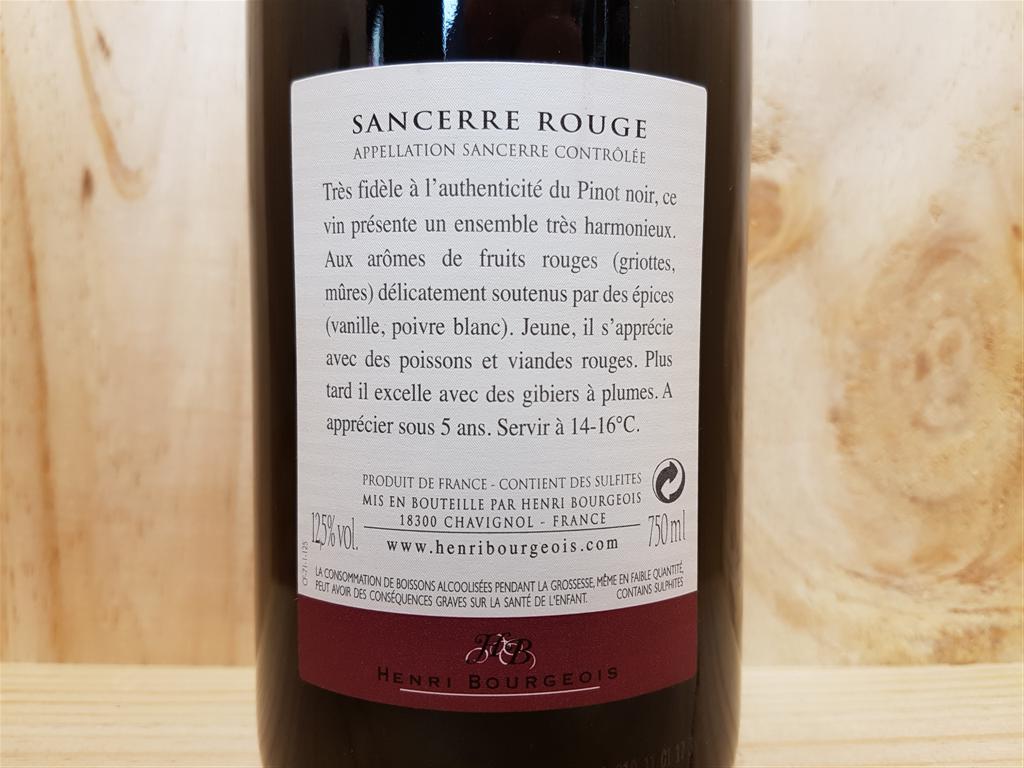 SANCERRE ROUGE
APPELLATION SANCERRE CONTRÔLÉE
Très fidèle à l'authenticité du Pinot noir, ce
vin présente un ensemble très harmonieux.
Aux arômes de fruits rouges (griottes,
mûres) délicatement soutenus par des épices
(vanille, poivre blanc). Jeune, il s'apprécie
avec des poissons et viandes rouges. Plus
tard il excelle avec des gibiers à plumes. A
apprécier sous 5 ans. Servir à 14-16°C.
PRODUIT DE FRANCE - CONTIENT DES SULFITES
MIS EN BOUTEILLE PAR HENRI BOURGEOIS
18300 CHAVIGNOL - FRANCE
12,5% vol.
750 ml
www.henribourgeois.com
LA CONSOMMATION DE BOISSONS ALCOOLISÉES PENDANT LA GROSSESSE, MÊME EN FAIBLE QUANTITÉ,
PEUT AVOIR DES CONSÉQUENCES GRAVES SUR LA SANTÉ DE L'ENFANT.
CONTAINS SULPHITES
HB
HENRI BOURGEOIS